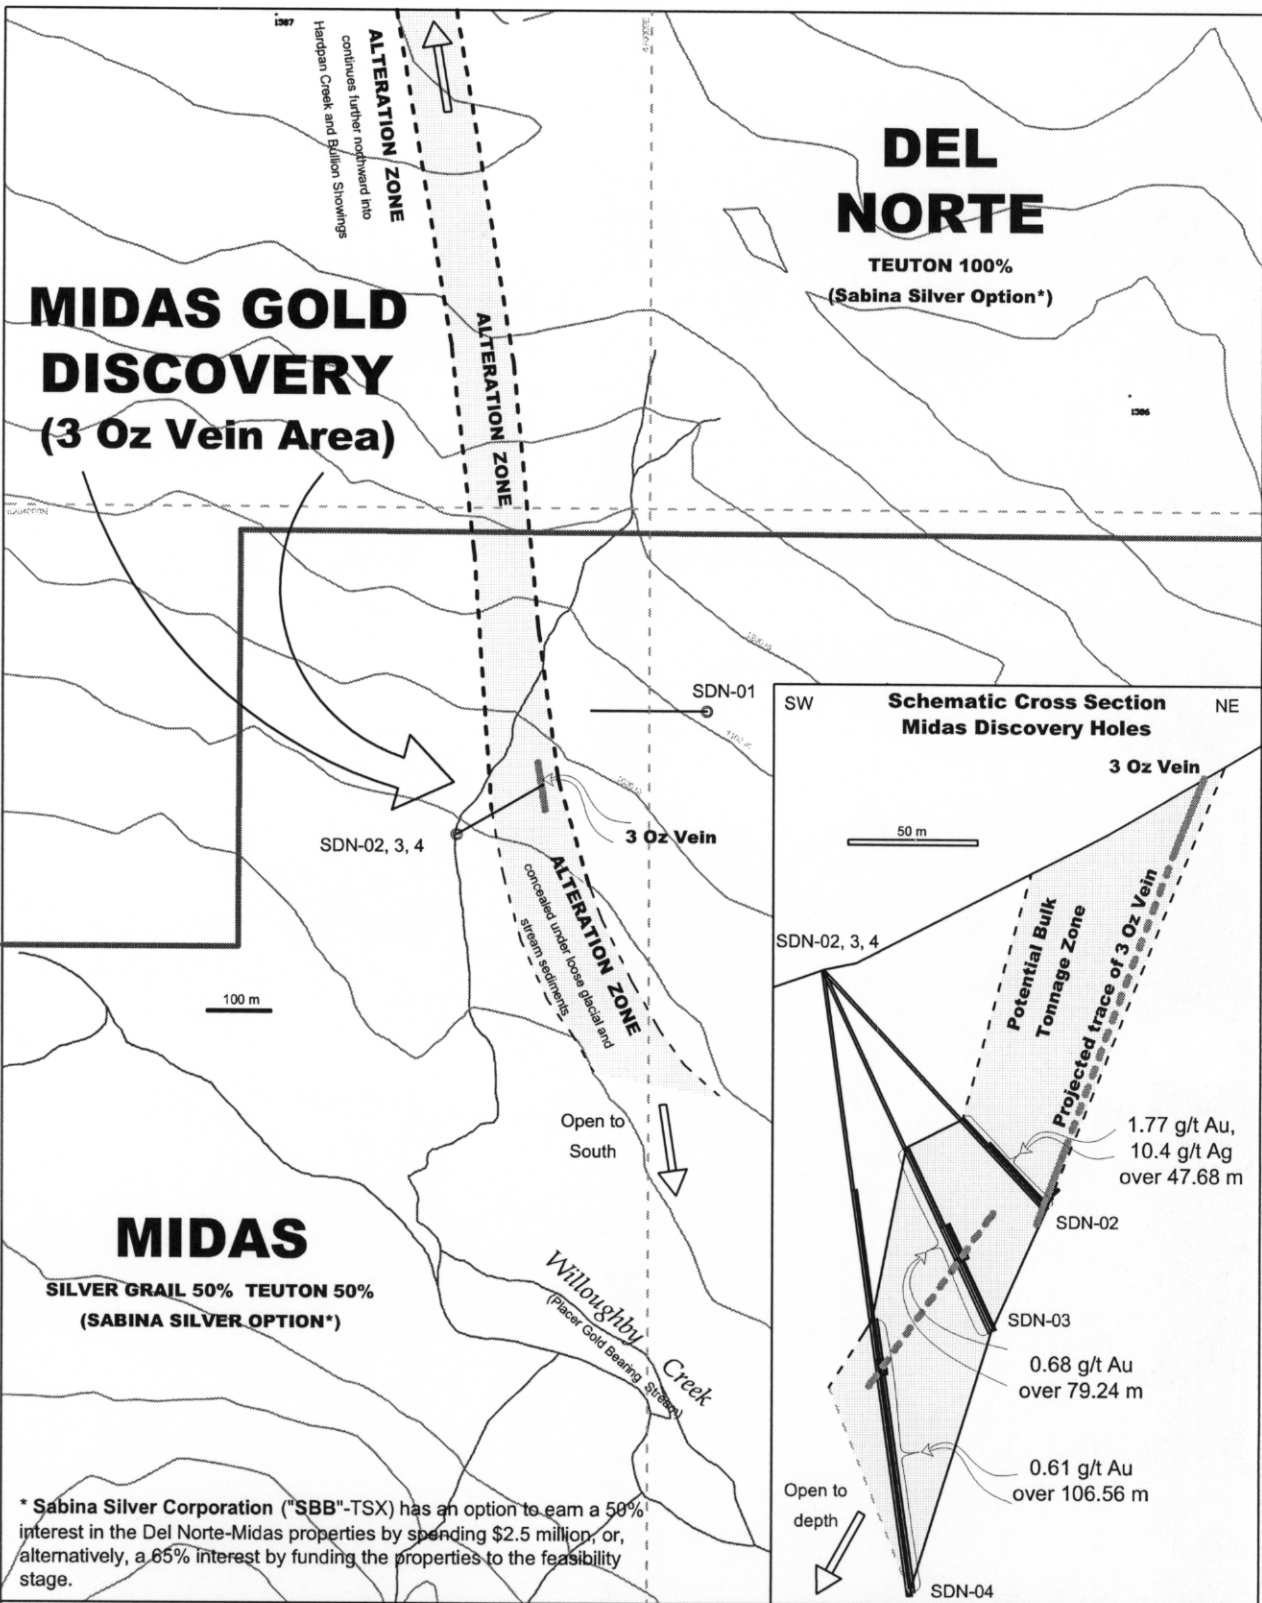 1387
ALTERATION ZONE
continues further northward into
Hardpan Creek and Bullion Showings
DEL
NORTE
TEUTON 100%
(Sabina Silver Option*)
MIDAS GOLD
DISCOVERY
(3 Oz Vein Area)
ALTERATION ZONE
1386
SDN-01
SDN-02, 3, 4
3 Oz Vein
ALTERATION ZONE
concealed under loose glacial and
stream sediments
100 m
Open to
South
MIDAS
SILVER GRAIL 50% TEUTON 50%
(SABINA SILVER OPTION*)
Willoughby Creek
(Placer Gold Bearing Stream)
* Sabina Silver Corporation ("SBB"-TSX) has an option to earn a 50%
interest in the Del Norte-Midas properties by spending $2.5 million, or,
alternatively, a 65% interest by funding the properties to the feasibility
stage.
SW
Schematic Cross Section
Midas Discovery Holes
NE
3 Oz Vein
50 m
SDN-02, 3, 4
Potential Bulk
Tonnage Zone
Projected trace of 3 Oz Vein
1.77 g/t Au,
10.4 g/t Ag
over 47.68 m
SDN-02
SDN-03
0.68 g/t Au
over 79.24 m
0.61 g/t Au
over 106.56 m
Open to
depth
SDN-04